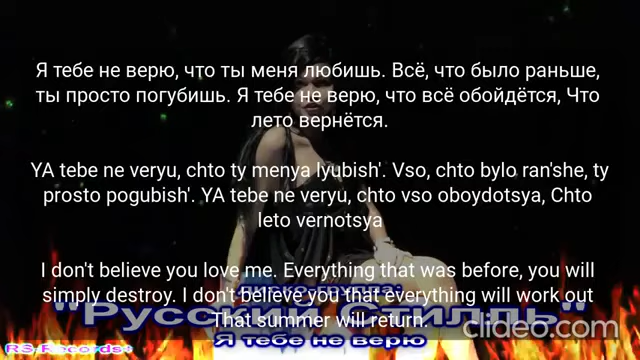 Я тебе не верю, что ты меня любишь. Всё, что было раньше,
ты просто погубишь. Я тебе не верю, что всё обойдётся, Что
лето вернётся.
YA tebe ne veryu, chto ty menya lyubish'. Vso, chto bylo ran'she, ty
prosto pogubish'. YA tebe ne veryu, chto vso oboydotsya, Chto
leto vernotsya
I don't believe you love me. Everything that was before, you will
simply destroy. I don't believe you that everything will work out
That summer will return.
Диско-группа:
"Русский Стилль"
Я тебе не верю
RS-Records®
clideo.com